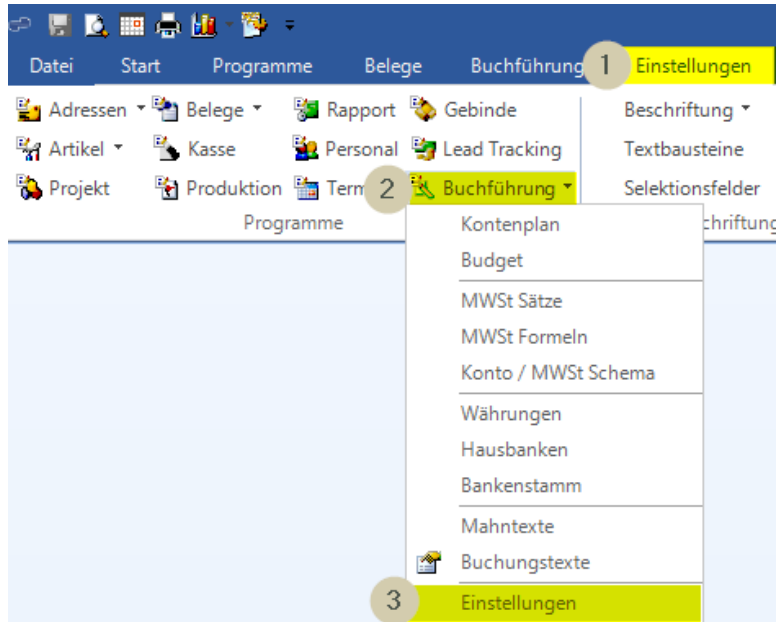 Datei Start Programme Belege Buchführung 1 Einstellungen
Adressen Belege Rapport Gebinde Beschriftung
Artikel Kasse Personal Lead Tracking Textbausteine
Projekt Produktion Term 2 Buchführung Selektionsfelder
Programme chriftung
Kontenplan
Budget
MWSt Sätze
MWSt Formeln
Konto / MWSt Schema
Währungen
Hausbanken
Bankenstamm
Mahntexte
Buchungstexte
3 Einstellungen